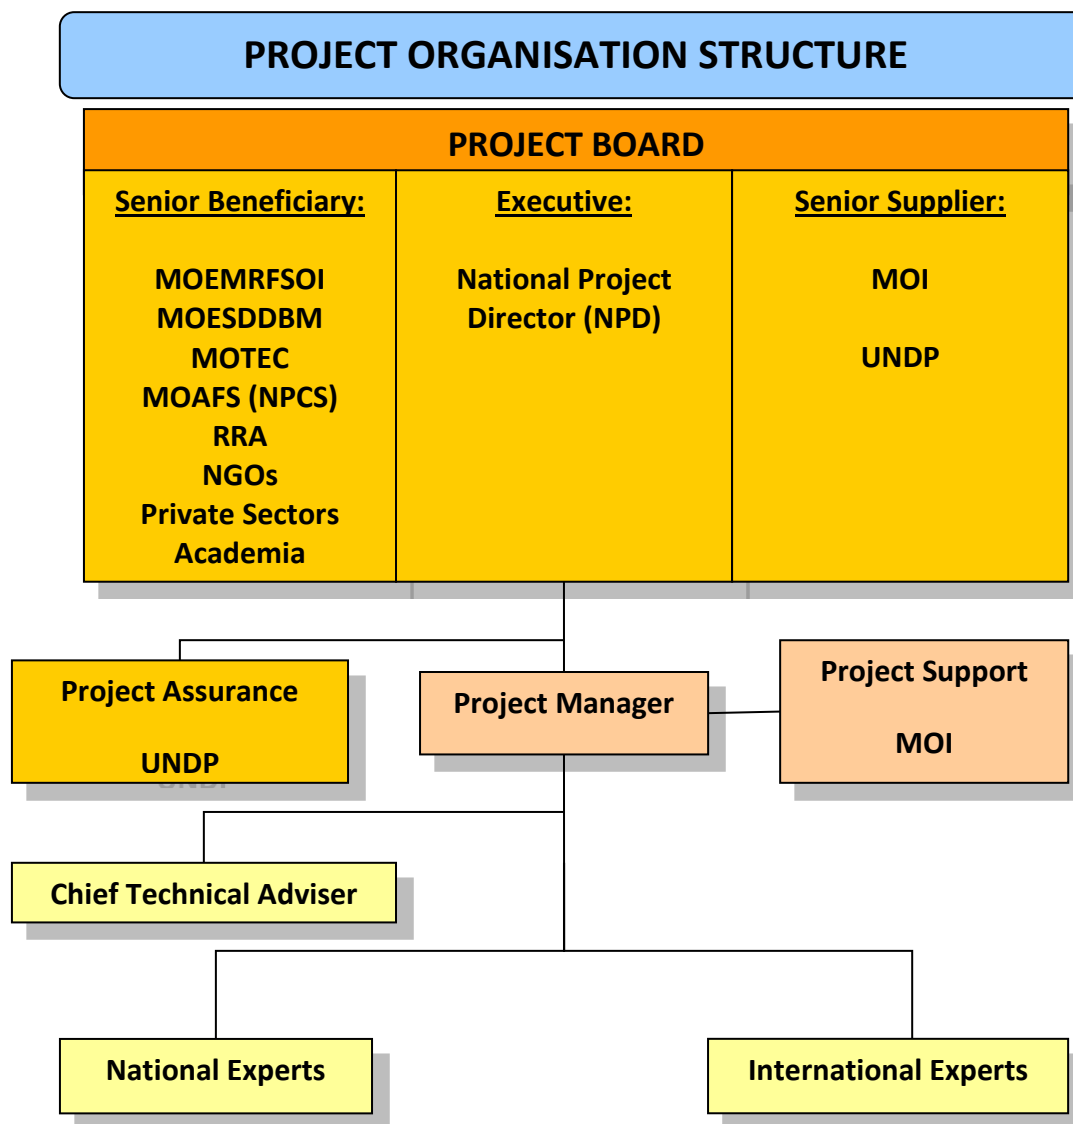 PROJECT ORGANISATION STRUCTURE
PROJECT BOARD
Senior Beneficiary:
MOEMRFSOI
MOESDDBM
MOTEC
MOAFS (NPCS)
RRA
NGOs
Private Sectors
Academia
Executive:
National Project
Director (NPD)
Senior Supplier:
MOI
UNDP
Project Assurance
UNDP
Project Manager
Project Support
MOI
Chief Technical Adviser
National Experts
International Experts